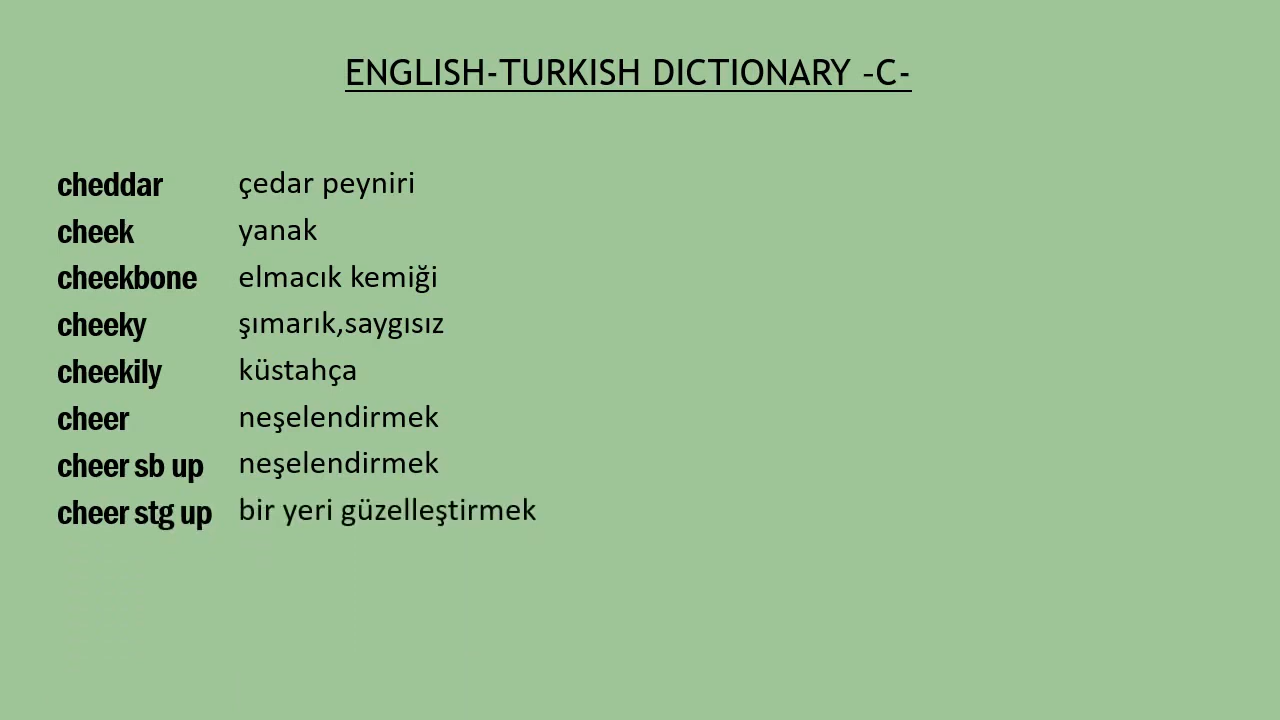 ENGLISH-TURKISH DICTIONARY –C-
cheddar çedar peyniri
cheek yanak
cheekbone elmacık kemiği
cheeky şımarık,saygısız
cheekily küstahça
cheer neşelendirmek
cheer sb up neşelendirmek
cheer stg up bir yeri güzelleştirmek